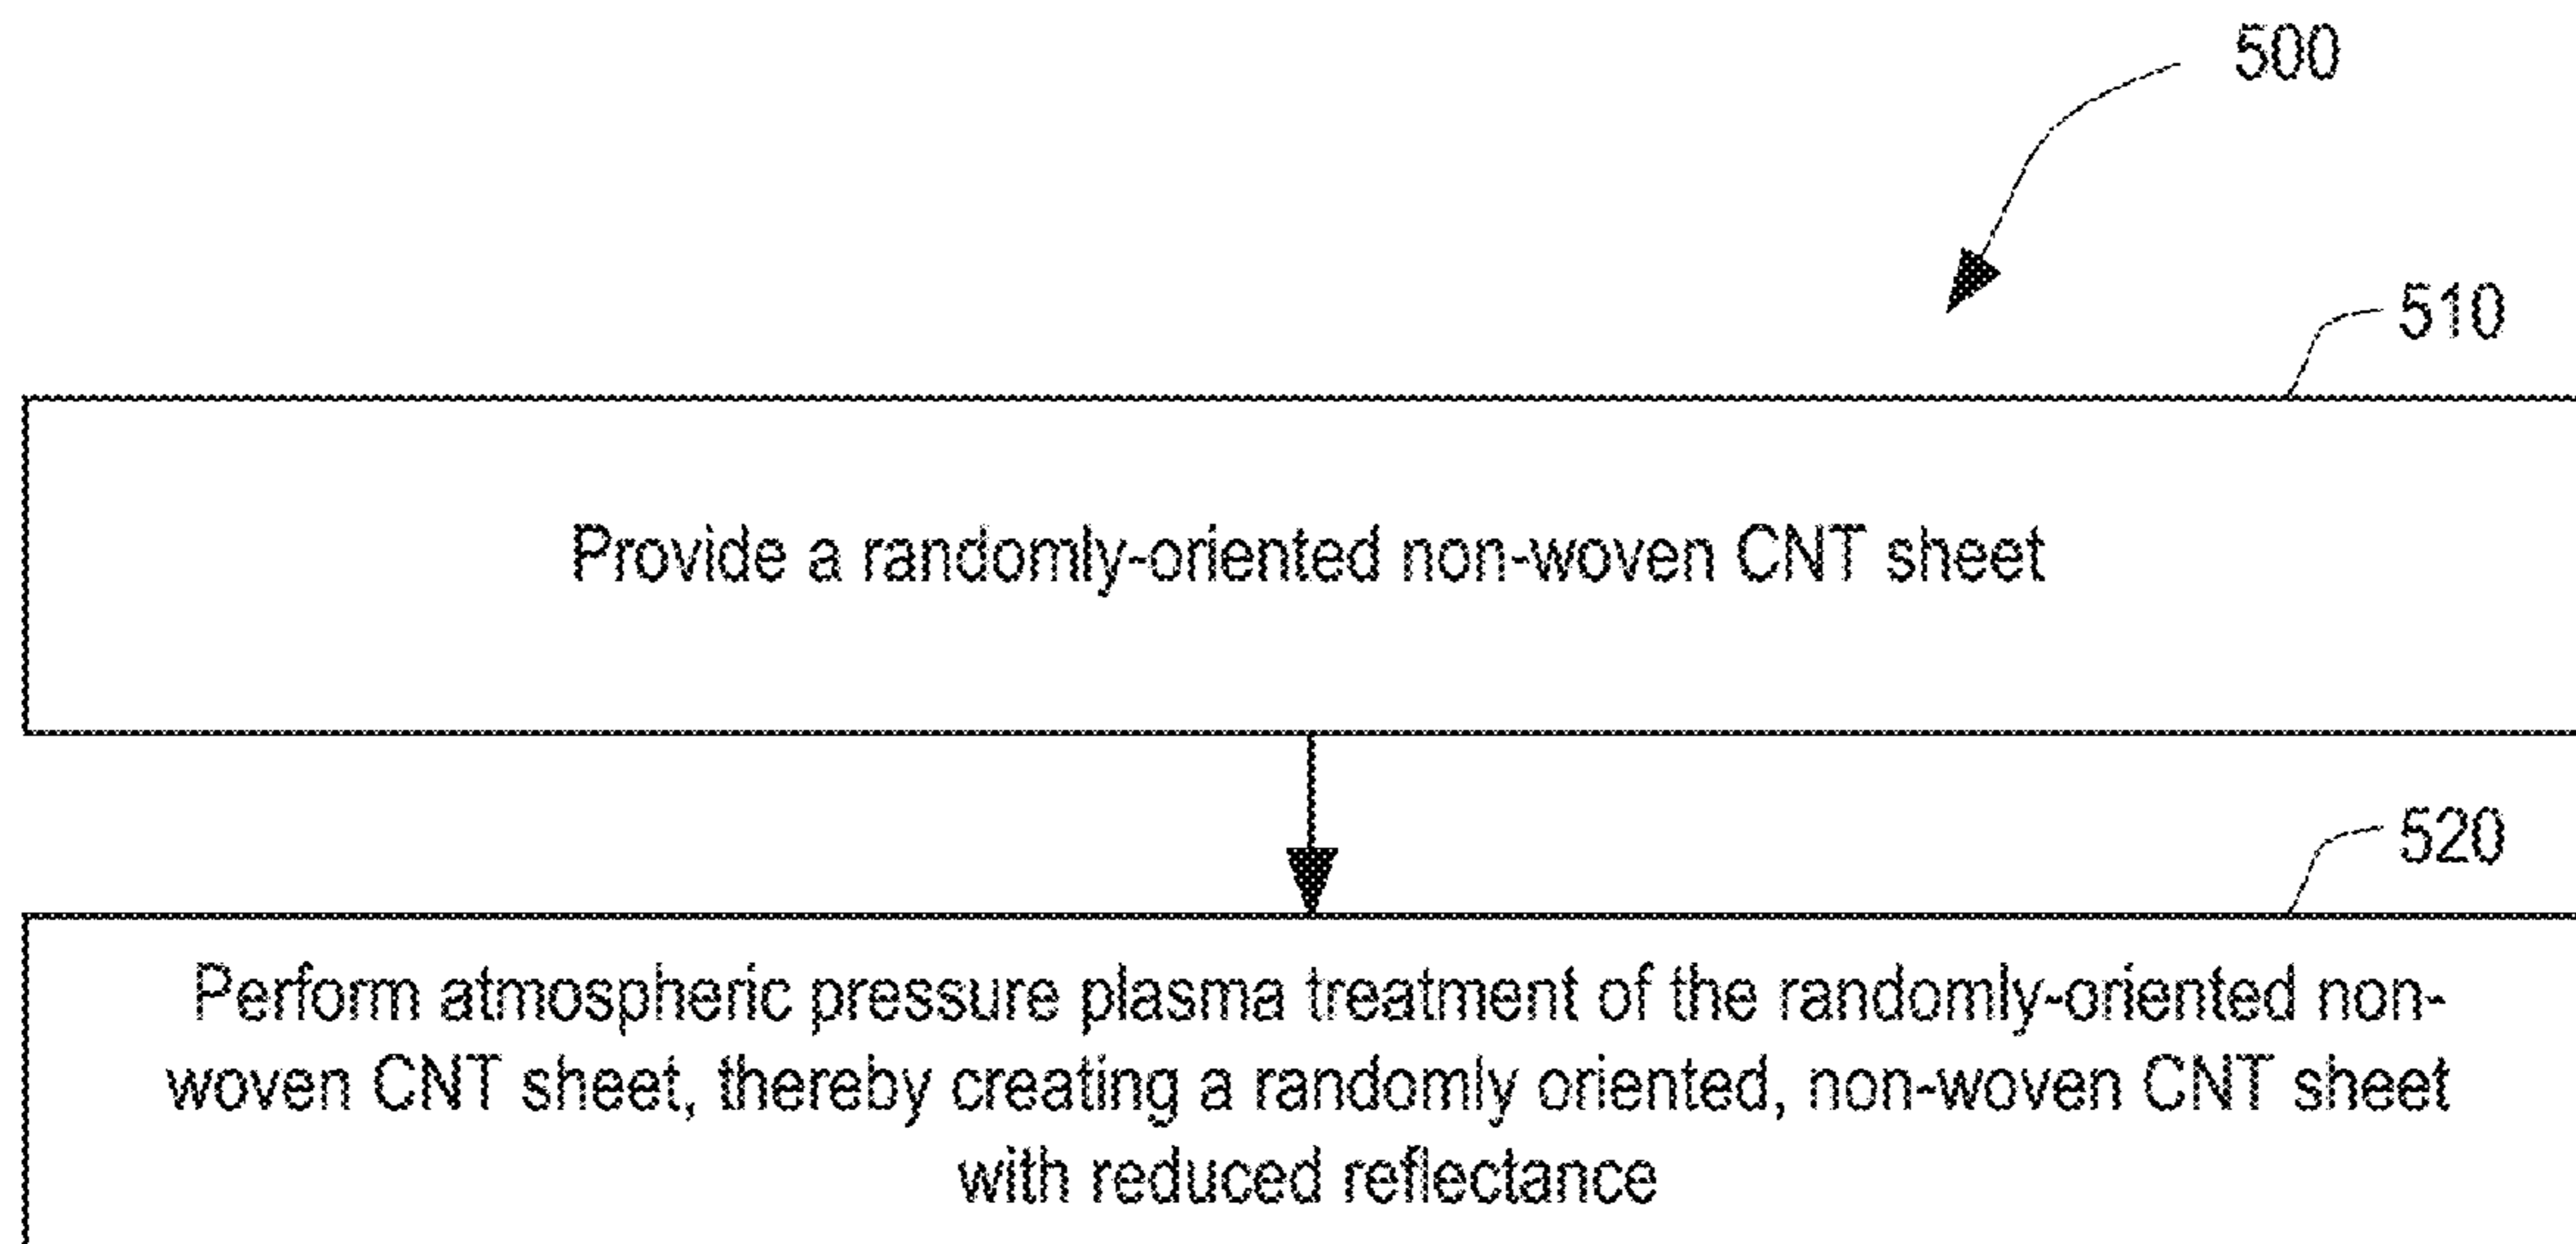 500
510
Provide a randomly-oriented non-woven CNT sheet
520
Perform atmospheric pressure plasma treatment of the randomly-oriented non-
woven CNT sheet, thereby creating a randomly oriented, non-woven CNT sheet
with reduced reflectance